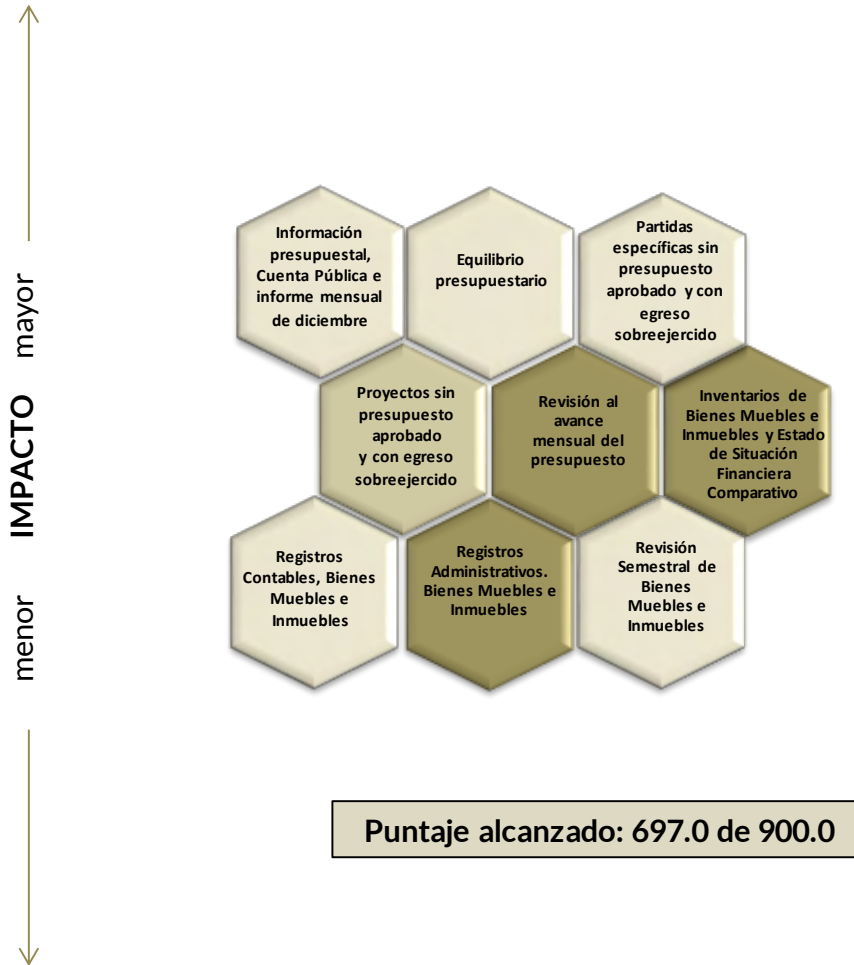 mayor
IMPACTO
menor
Información
presupuestal,
Cuenta Pública e
informe mensual
de diciembre
Equilibrio
presupuestario
Partidas
específicas sin
presupuesto
aprobado y con
egreso
sobreejercido
Proyectos sin
presupuesto
aprobado
y con egreso
sobreejercido
Revisión al
avance
mensual del
presupuesto
Inventarios de
Bienes Muebles e
Inmuebles y Estado
de Situación
Financiera
Comparativo
Registros
Contables, Bienes
Muebles e
Inmuebles
Registros
Administrativos.
Bienes Muebles e
Inmuebles
Revisión
Semestral de
Bienes
Muebles e
Inmuebles
Puntaje alcanzado: 697.0 de 900.0